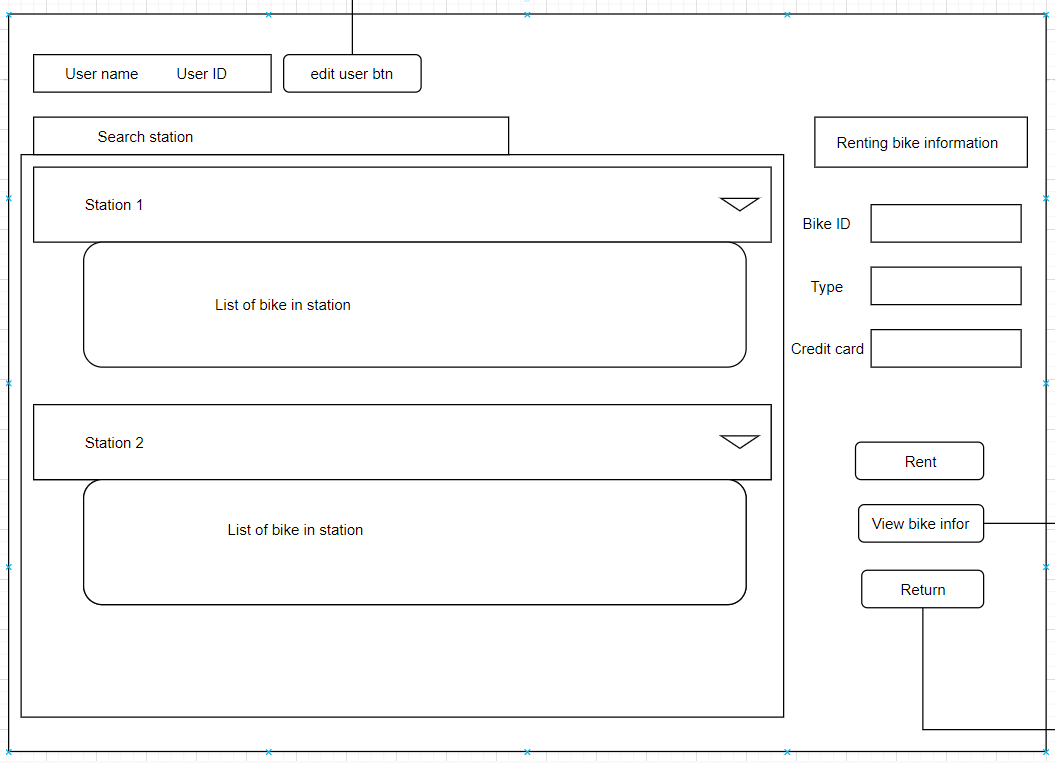 User name User ID
edit user btn
Search station
Station 1
List of bike in station
Station 2
List of bike in station
Renting bike information
Bike ID
Type
Credit card
Rent
View bike infor
Return